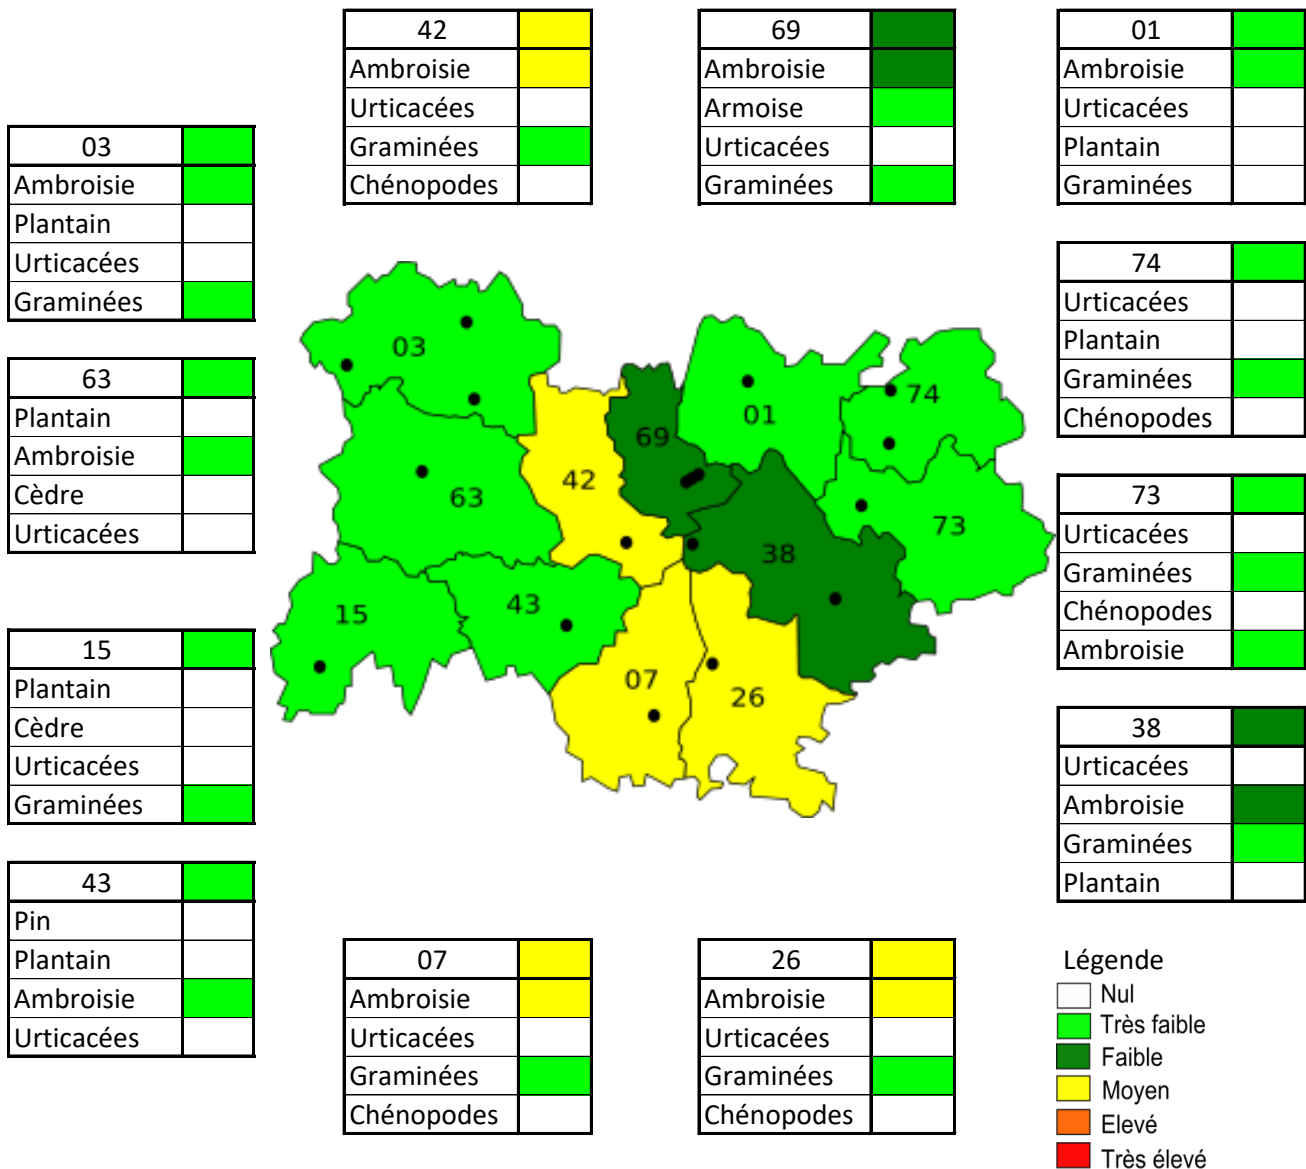 42
Ambroisie
Urticacées
Graminées
Chénopodes
69
Ambroisie
Armoise
Urticacées
Graminées
01
Ambroisie
Urticacées
Plantain
Graminées
03
Ambroisie
Plantain
Urticacées
Graminées
63
Plantain
Ambroisie
Cèdre
Urticacées
15
Plantain
Cèdre
Urticacées
Graminées
43
Pin
Plantain
Ambroisie
Urticacées
03
69
01
74
42
63
73
38
43
15
07
26
74
Urticacées
Plantain
Graminées
Chénopodes
73
Urticacées
Graminées
Chénopodes
Ambroisie
38
Urticacées
Ambroisie
Graminées
Plantain
07
Ambroisie
Urticacées
Graminées
Chénopodes
26
Ambroisie
Urticacées
Graminées
Chénopodes
Légende
Nul
Très faible
Faible
Moyen
Elevé
Très élevé